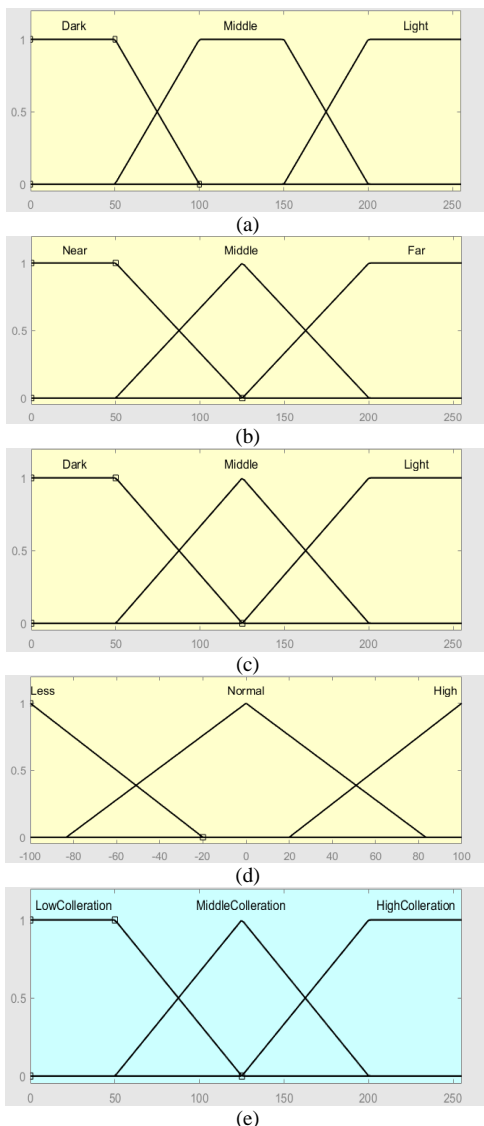 Dark Middle Light
1
0.5
0
0 50 100 150 200 250
(a)
Near Middle Far
1
0.5
0
0 50 100 150 200 250
(b)
Dark Middle Light
1
0.5
0
0 50 100 150 200 250
(c)
Less Normal High
1
0.5
0
-100 -80 -60 -40 -20 0 20 40 60 80 100
(d)
LowColleration MiddleColleration HighColleration
1
0.5
0
0 50 100 150 200 250
(e)